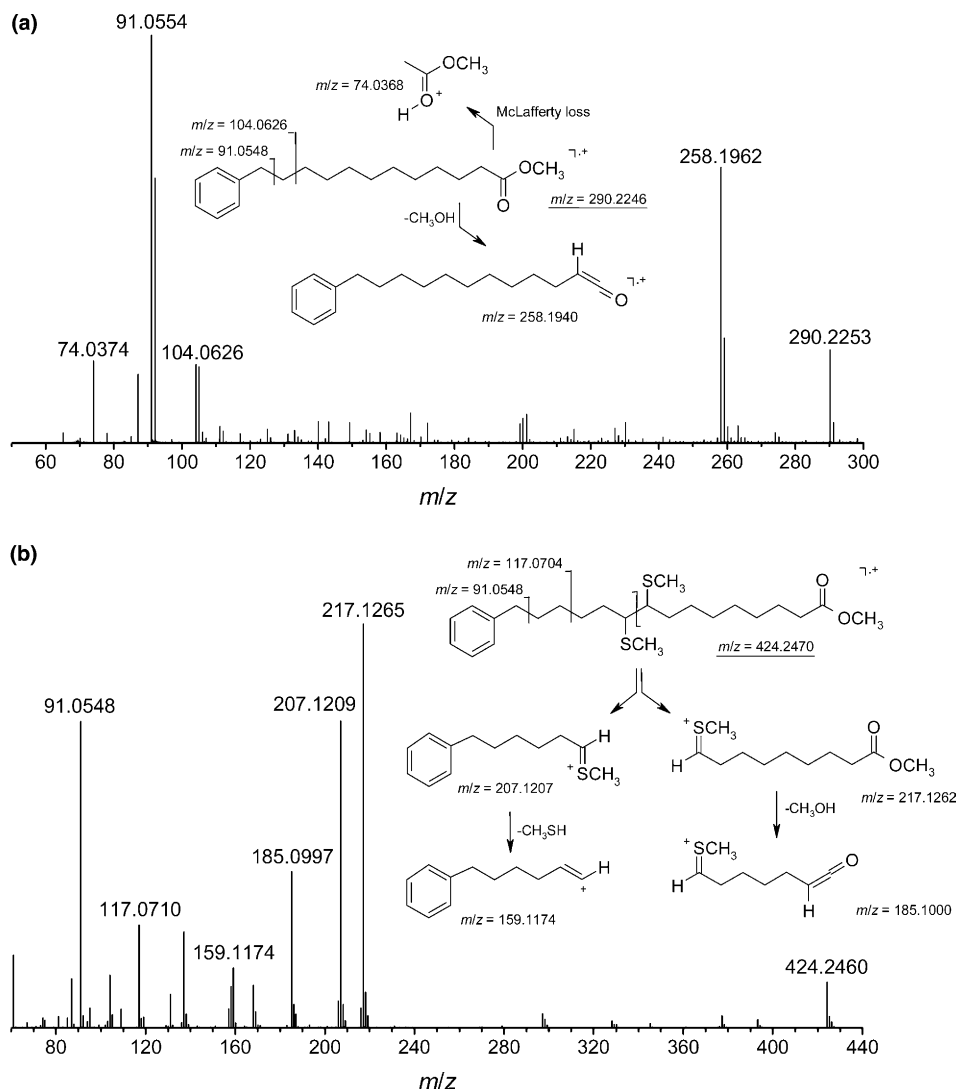 (a)
91.0554
OCH₃
m/z = 74.0368
H
O
+
McLafferty loss
m/z = 104.0626
m/z = 91.0548
¬.+
OCH₃
O
258.1962
m/z = 290.2246
-CH₃OH
H
¬.+
O
m/z = 258.1940
74.0374
104.0626
290.2253
60 80 100 120 140 160 180 200 220 240 260 280 300
m/z
(b)
m/z = 117.0704
m/z = 91.0548
SCH₃
O
¬.+
OCH₃
SCH₃
m/z = 424.2470
217.1265
91.0548
207.1209
H
+
SCH₃
m/z = 207.1207
+
SCH₃
H
O
OCH₃
m/z = 217.1262
-CH₃SH
-CH₃OH
185.0997
H
+
m/z = 159.1174
+
SCH₃
H
O
H
m/z = 185.1000
117.0710
159.1174
424.2460
80 120 160 200 240 280 320 360 400 440
m/z